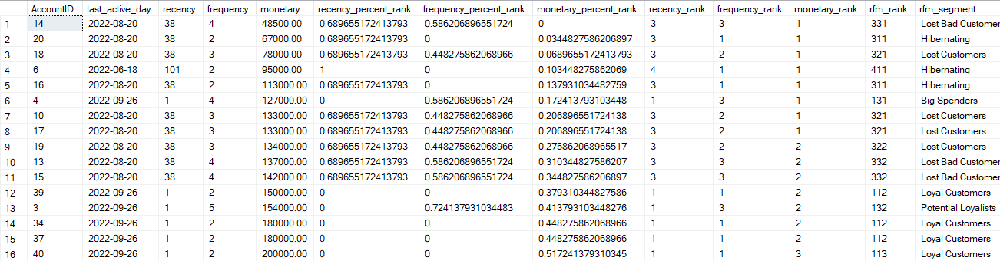 AccountID last_active_day recency frequency monetary recency_percent_rank frequency_percent_rank monetary_percent_rank recency_rank frequency_rank monetary_rank rfm_rank rfm_segment
1 14 2022-08-20 38 4 48500.00 0.689655172413793 0.586206896551724 0 3 3 1 331 Lost Bad Custome
2 20 2022-08-20 38 2 67000.00 0.689655172413793 0 0.0344827586206897 3 1 1 311 Hibernating
3 18 2022-08-20 38 3 78000.00 0.689655172413793 0.448275862068966 0.0689655172413793 3 2 1 321 Lost Customers
4 6 2022-06-18 101 2 95000.00 1 0 0.103448275862069 4 1 1 411 Hibernating
5 16 2022-08-20 38 2 113000.00 0.689655172413793 0 0.137931034482759 3 1 1 311 Hibernating
6 4 2022-09-26 1 4 127000.00 0 0.586206896551724 0.172413793103448 1 3 1 131 Big Spenders
7 10 2022-08-20 38 3 133000.00 0.689655172413793 0.448275862068966 0.206896551724138 3 2 1 321 Lost Customers
8 17 2022-08-20 38 3 133000.00 0.689655172413793 0.448275862068966 0.206896551724138 3 2 1 321 Lost Customers
9 19 2022-08-20 38 3 134000.00 0.689655172413793 0.448275862068966 0.275862068965517 3 2 2 322 Lost Customers
10 13 2022-08-20 38 4 137000.00 0.689655172413793 0.586206896551724 0.310344827586207 3 3 2 332 Lost Bad Custome
11 15 2022-08-20 38 4 142000.00 0.689655172413793 0.586206896551724 0.344827586206897 3 3 2 332 Lost Bad Custome
12 39 2022-09-26 1 2 150000.00 0 0 0.379310344827586 1 1 2 112 Loyal Customers
13 3 2022-09-26 1 5 154000.00 0 0.724137931034483 0.413793103448276 1 3 2 132 Potential Loyalists
14 34 2022-09-26 1 2 180000.00 0 0 0.448275862068966 1 1 2 112 Loyal Customers
15 37 2022-09-26 1 2 180000.00 0 0 0.448275862068966 1 1 2 112 Loyal Customers
16 40 2022-09-26 1 2 200000.00 0 0 0.517241379310345 1 1 3 113 Loyal Customers